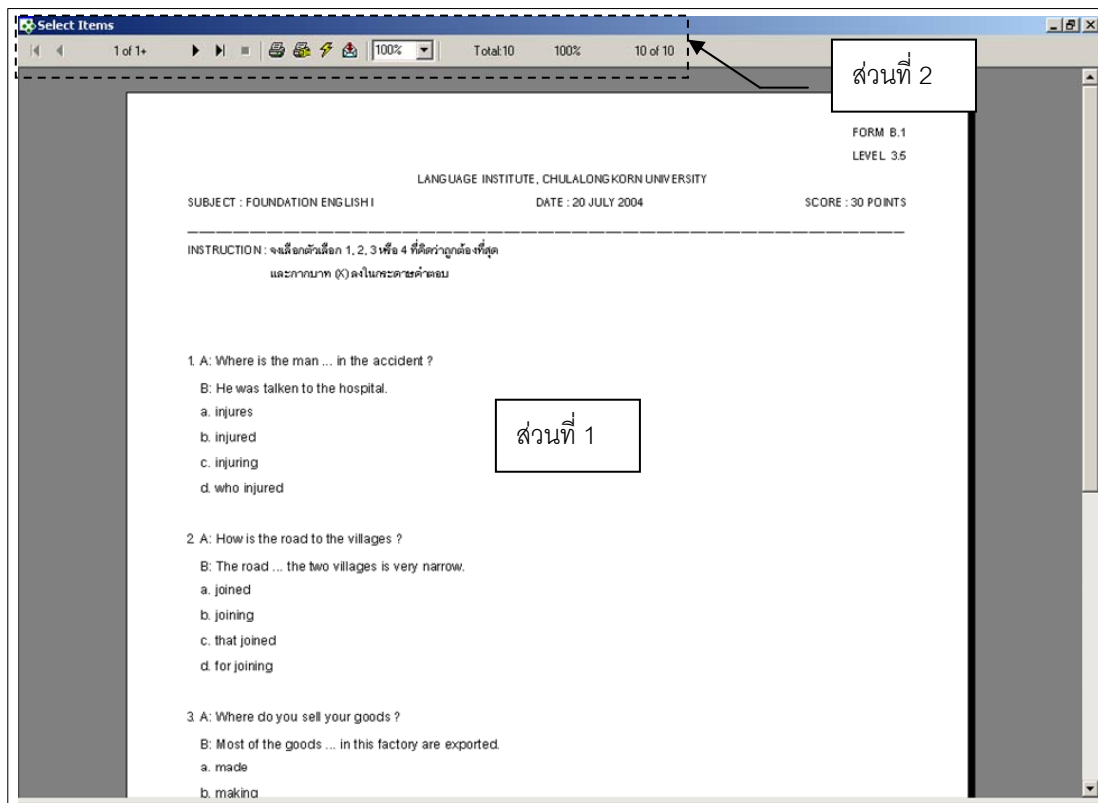 Select Items
1 of 1+ 100% Total:10 100% 10 of 10
ส่วนที่ 2
FORM B.1
LEVEL 3.5
LANGUAGE INSTITUTE, CHULALONGKORN UNIVERSITY
SUBJECT : FOUNDATION ENGLISH I DATE : 20 JULY 2004 SCORE : 30 POINTS
INSTRUCTION : จงเลือกตัวเลือก 1, 2, 3 หรือ 4 ที่คิดว่าถูกต้องที่สุด
และกากบาท (X) ลงในกระดาษคำตอบ
1. A: Where is the man ... in the accident ?
B: He was talken to the hospital.
a. injures
b. injured
ส่วนที่ 1
c. injuring
d. who injured
2. A: How is the road to the villages ?
B: The road ... the two villages is very narrow.
a. joined
b. joining
c. that joined
d. for joining
3. A: Where do you sell your goods ?
B: Most of the goods ... in this factory are exported.
a. made
b. making